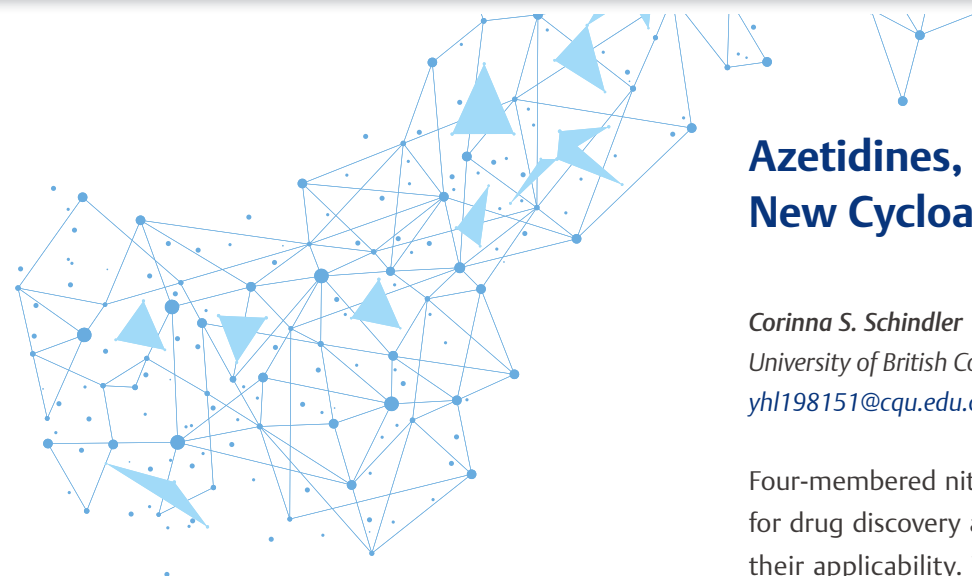 Azetidines,
New Cycloa
Corinna S. Schindler
University of British Co
yhl198151@cqu.edu.c
Four-membered nit
for drug discovery a
their applicability.